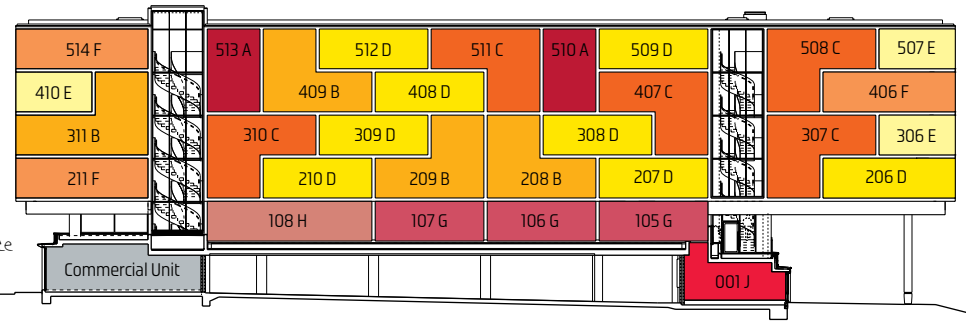 514 F
513 A
512 D
511 C
510 A
509 D
508 C
507 E
410 E
409 B
408 D
407 C
406 F
311 B
310 C
309 D
308 D
307 C
306 E
211 F
210 D
209 B
208 B
207 D
206 D
108 H
107 G
106 G
105 G
Commercial Unit
001 J